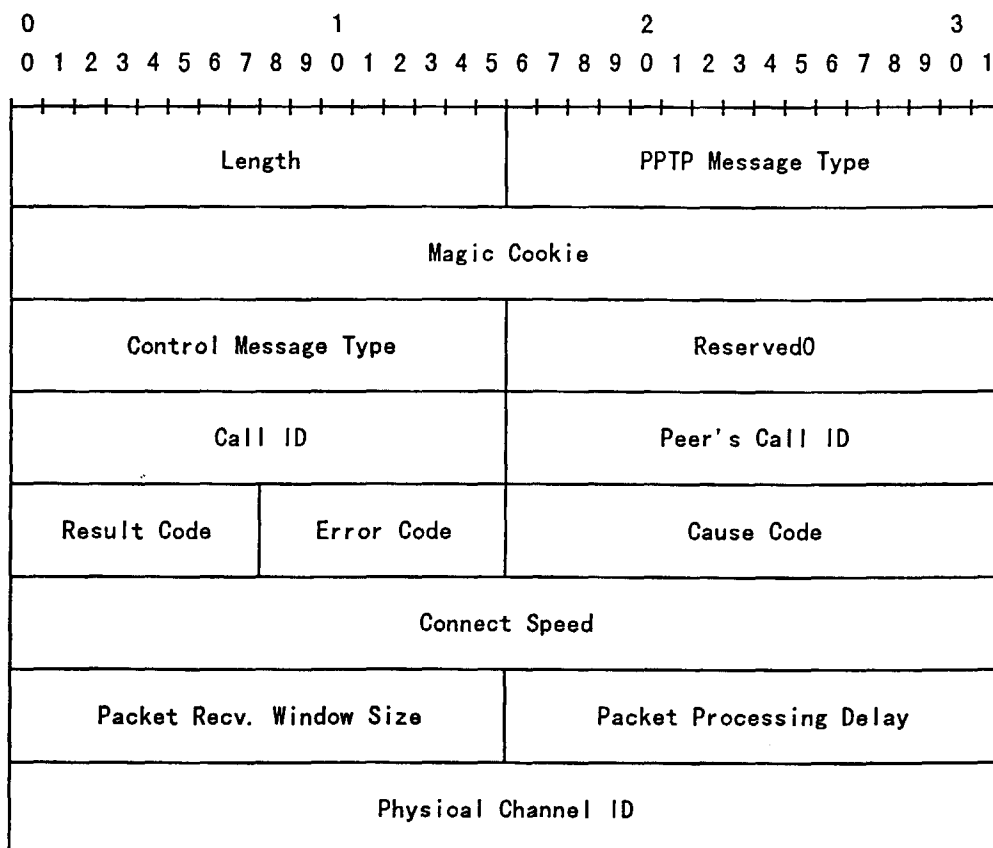 0 1 2 3
0 1 2 3 4 5 6 7 8 9 0 1 2 3 4 5 6 7 8 9 0 1 2 3 4 5 6 7 8 9 0 1
Length PPTP Message Type
Magic Cookie
Control Message Type Reserved0
Call ID Peer's Call ID
Result Code Error Code Cause Code
Connect Speed
Packet Recv. Window Size Packet Processing Delay
Physical Channel ID